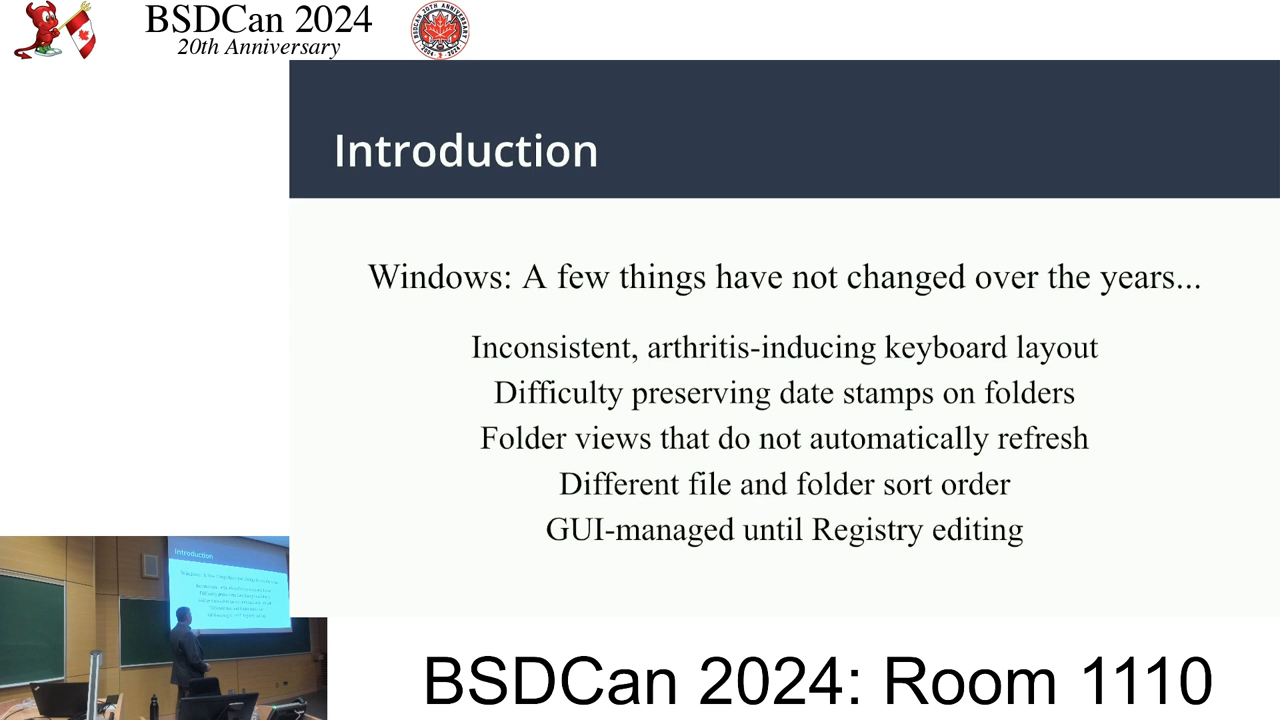 BSDCan 2024
20th Anniversary
Introduction
Windows: A few things have not changed over the years...
Inconsistent, arthritis-inducing keyboard layout
Difficulty preserving date stamps on folders
Folder views that do not automatically refresh
Different file and folder sort order
GUI-managed until Registry editing
Introduction
BSDCan 2024: Room 1110